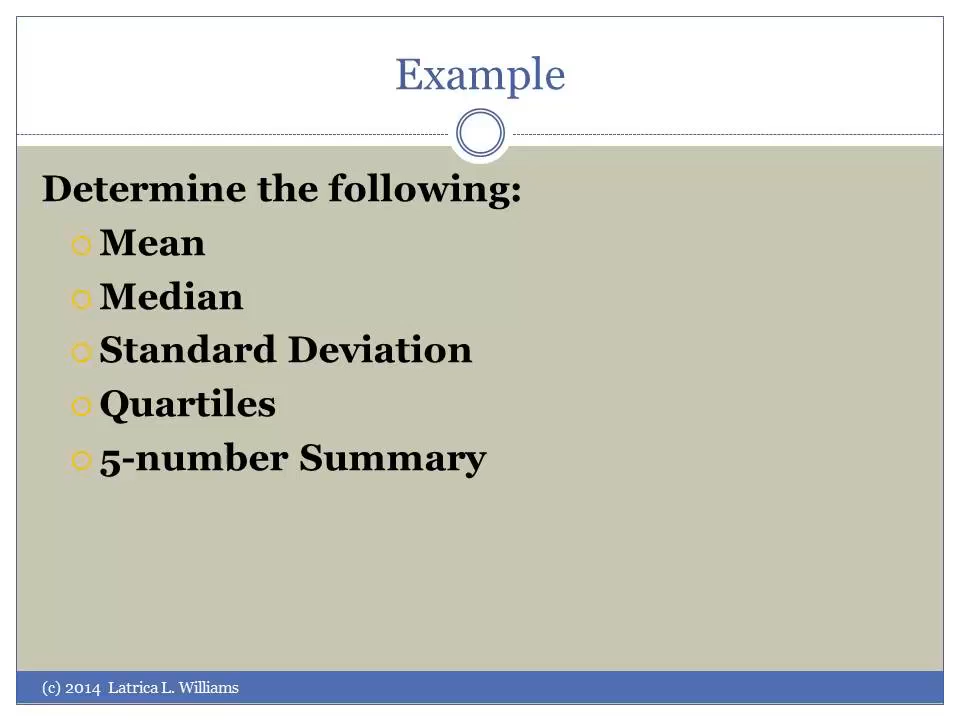 Example
Determine the following:
Mean
Median
Standard Deviation
Quartiles
5-number Summary
(c) 2014 Latrica L. Williams